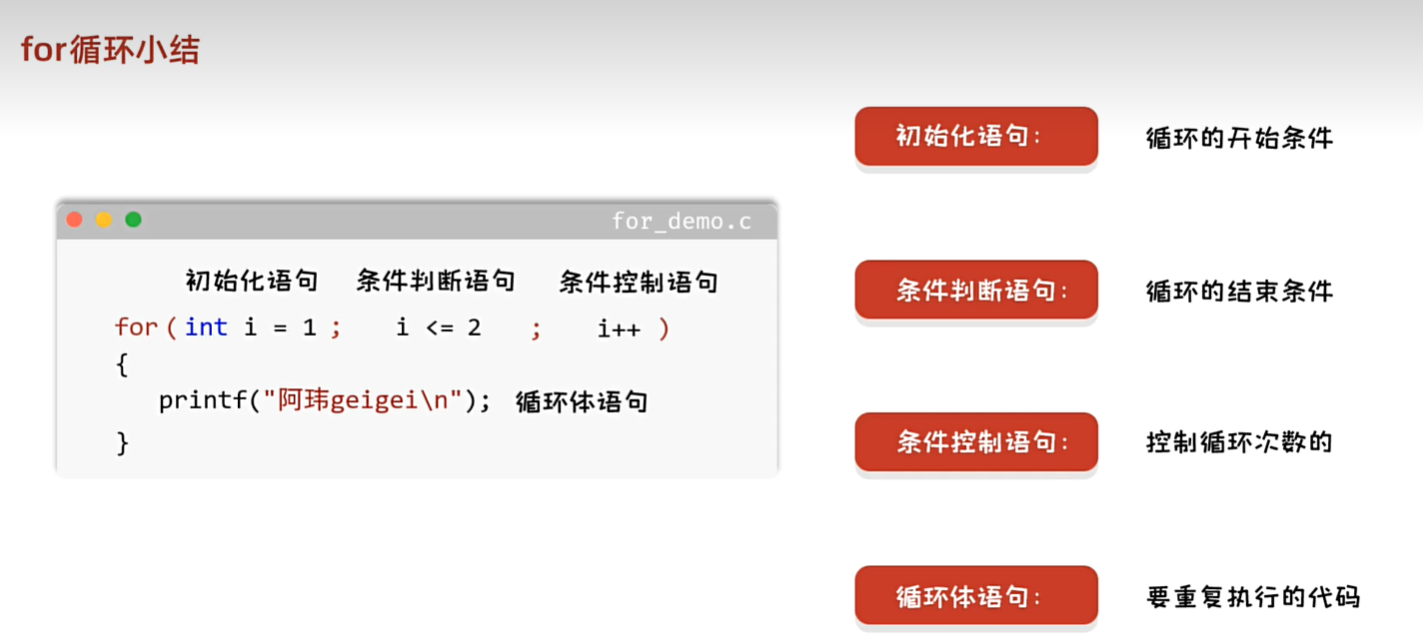 for循环小结
for_demo.c
初始化语句 条件判断语句 条件控制语句
for ( int i = 1 ; i <= 2 ; i++ )
{
printf("阿玮geigei\n"); 循环体语句
}
初始化语句: 循环的开始条件
条件判断语句: 循环的结束条件
条件控制语句: 控制循环次数的
循环体语句: 要重复执行的代码